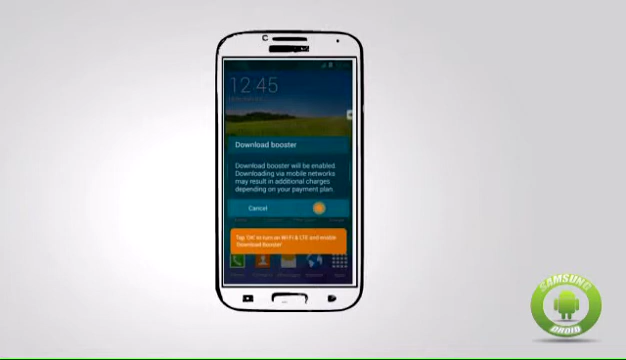 12 45
Download booster
Download booster will be enabled.
Downloading via mobile networks
may result in additional charges
depending on your payment plan.
Cancel
Tap 'OK' to turn on Wi-Fi & LTE and enable
'Download Booster'
SAMSUNG
DROID